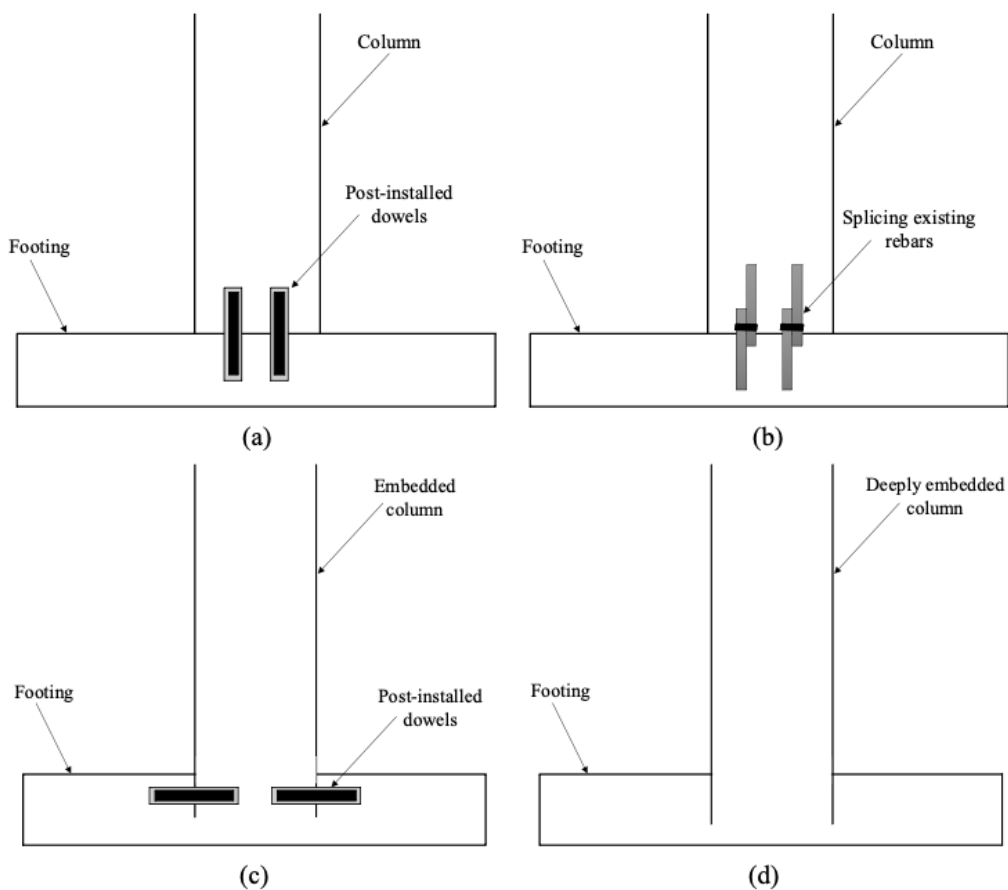 Column
Post-installed
dowels
Footing
(a)
Column
Splicing existing
rebars
Footing
(b)
Embedded
column
Footing
Post-installed
dowels
(c)
Deeply embedded
column
Footing
(d)